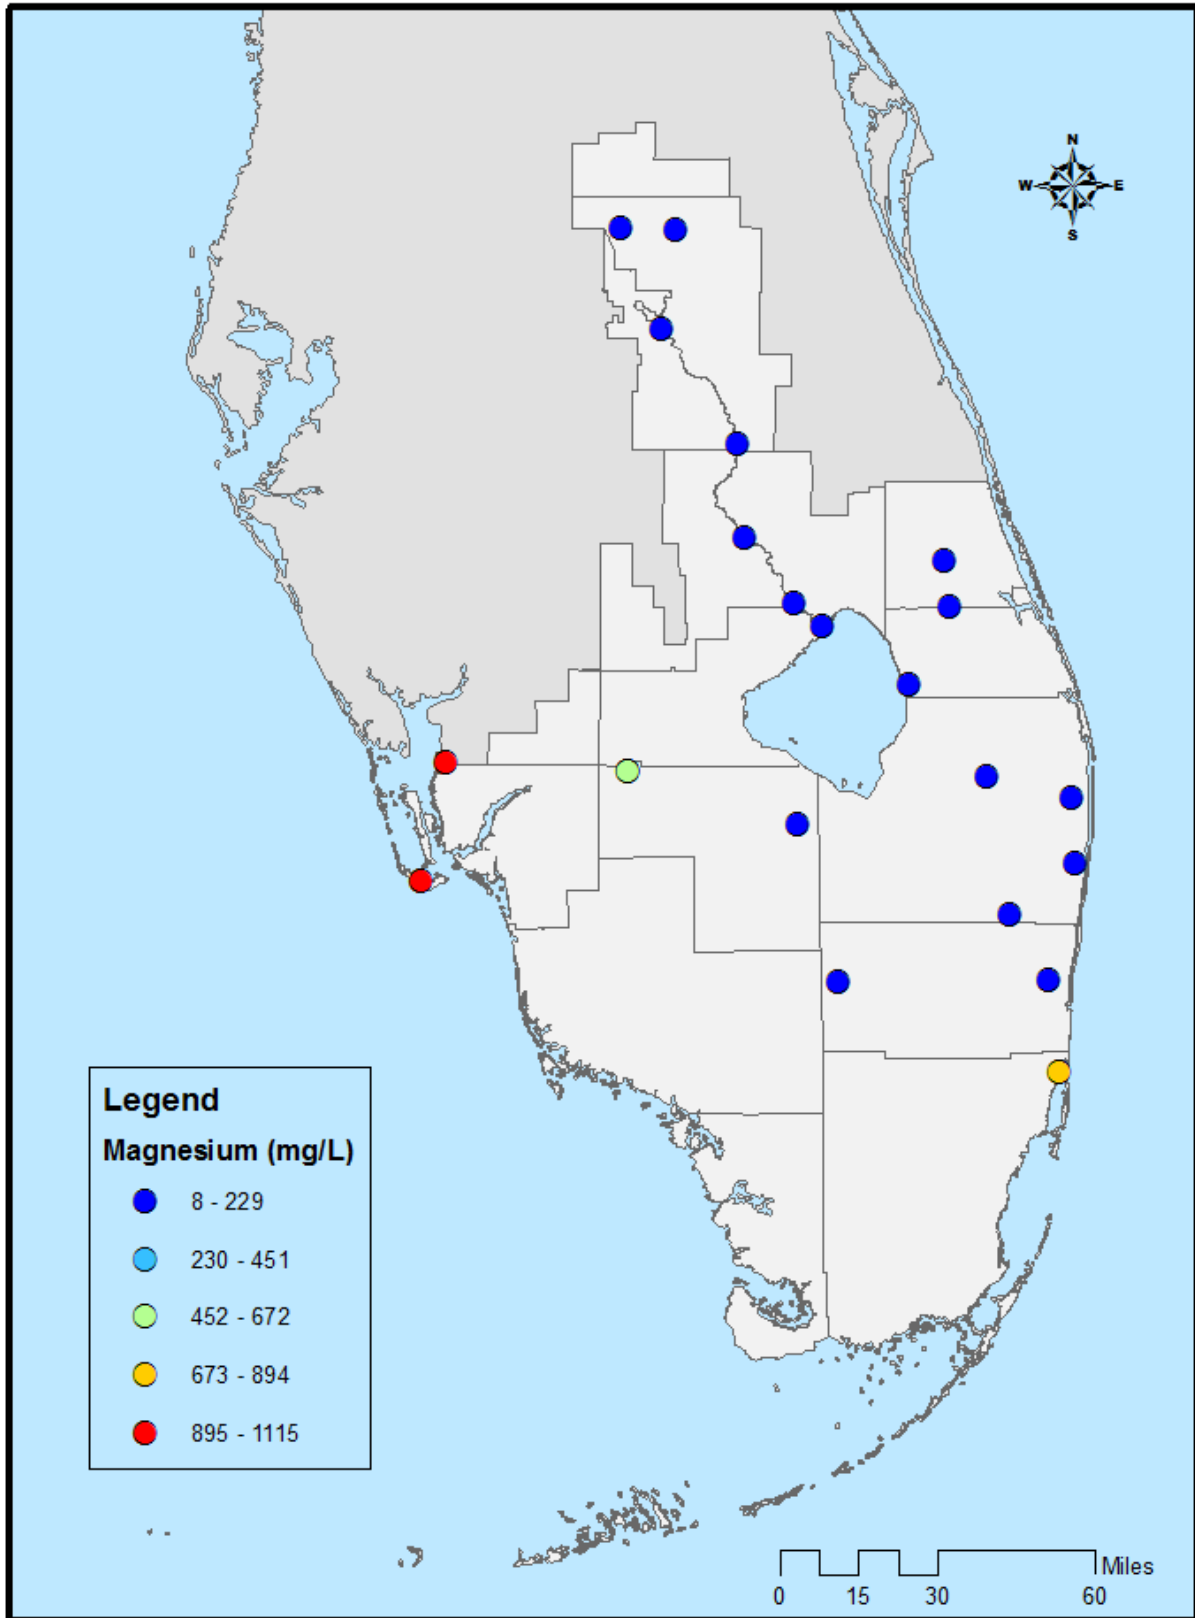 N
W E
S
Legend
Magnesium (mg/L)
8 - 229
230 - 451
452 - 672
673 - 894
895 - 1115
Miles
0 15 30 60